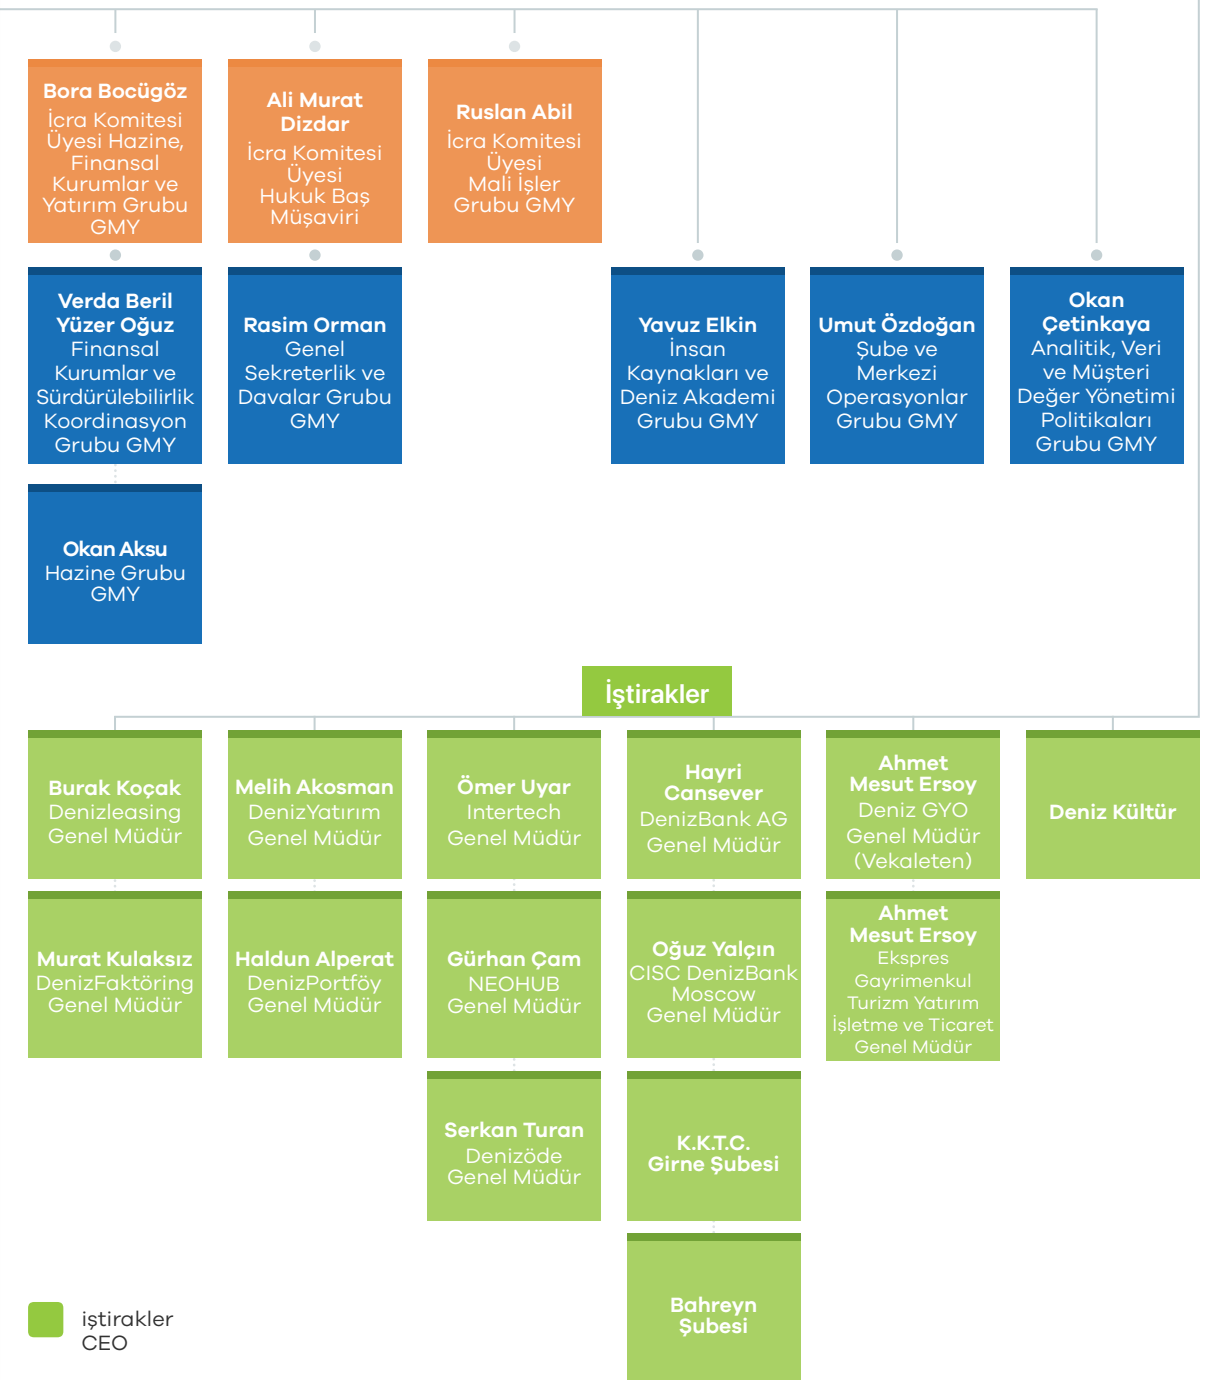 Bora Bocügöz
İcra Komitesi
Üyesi Hazine,
Finansal
Kurumlar ve
Yatırım Grubu
GMY
Ali Murat
Dizdar
İcra Komitesi
Üyesi
Hukuk Baş
Müşaviri
Ruslan Abil
İcra Komitesi
Üyesi
Mali İşler
Grubu GMY
Verda Beril
Yüzer Oğuz
Finansal
Kurumlar ve
Sürdürülebilirlik
Koordinasyon
Grubu GMY
Rasim Orman
Genel
Sekreterlik ve
Davalar Grubu
GMY
Yavuz Elkin
İnsan
Kaynakları ve
Deniz Akademi
Grubu GMY
Umut Özdoğan
Şube ve
Merkezi
Operasyonlar
Grubu GMY
Okan
Çetinkaya
Analitik, Veri
ve Müşteri
Değer Yönetimi
Politikaları
Grubu GMY
Okan Aksu
Hazine Grubu
GMY
İştirakler
Burak Koçak
Denizleasing
Genel Müdür
Melih Akosman
DenizYatırım
Genel Müdür
Ömer Uyar
Intertech
Genel Müdür
Hayri
Cansever
DenizBank AG
Genel Müdür
Ahmet
Mesut Ersoy
Deniz GYO
Genel Müdür
(Vekaleten)
Deniz Kültür
Murat Kulaksız
DenizFaktöring
Genel Müdür
Haldun Alperat
DenizPortföy
Genel Müdür
Gürhan Çam
NEOHUB
Genel Müdür
Oğuz Yalçın
CISC DenizBank
Moscow
Genel Müdür
Ahmet
Mesut Ersoy
Ekspres
Gayrimenkul
Turizm Yatırım
İşletme ve Ticaret
Genel Müdür
Serkan Turan
Denizöde
Genel Müdür
K.K.T.C.
Girne Şubesi
Bahreyn
Şubesi
iştirakler
CEO